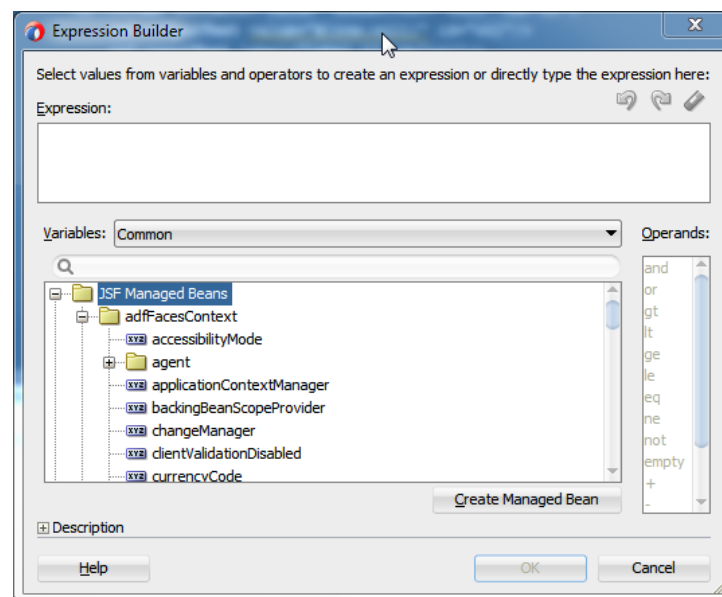 Expression Builder
Select values from variables and operators to create an expression or directly type the expression here:
Expression:
Variables: Common
Operands:
JSF Managed Beans
adfFacesContext
accessibilityMode
agent
applicationContextManager
backingBeanScopeProvider
changeManager
clientValidationDisabled
currencyCode
and
or
gt
lt
ge
le
eq
ne
not
empty
+
-
Create Managed Bean
Description
Help
OK
Cancel